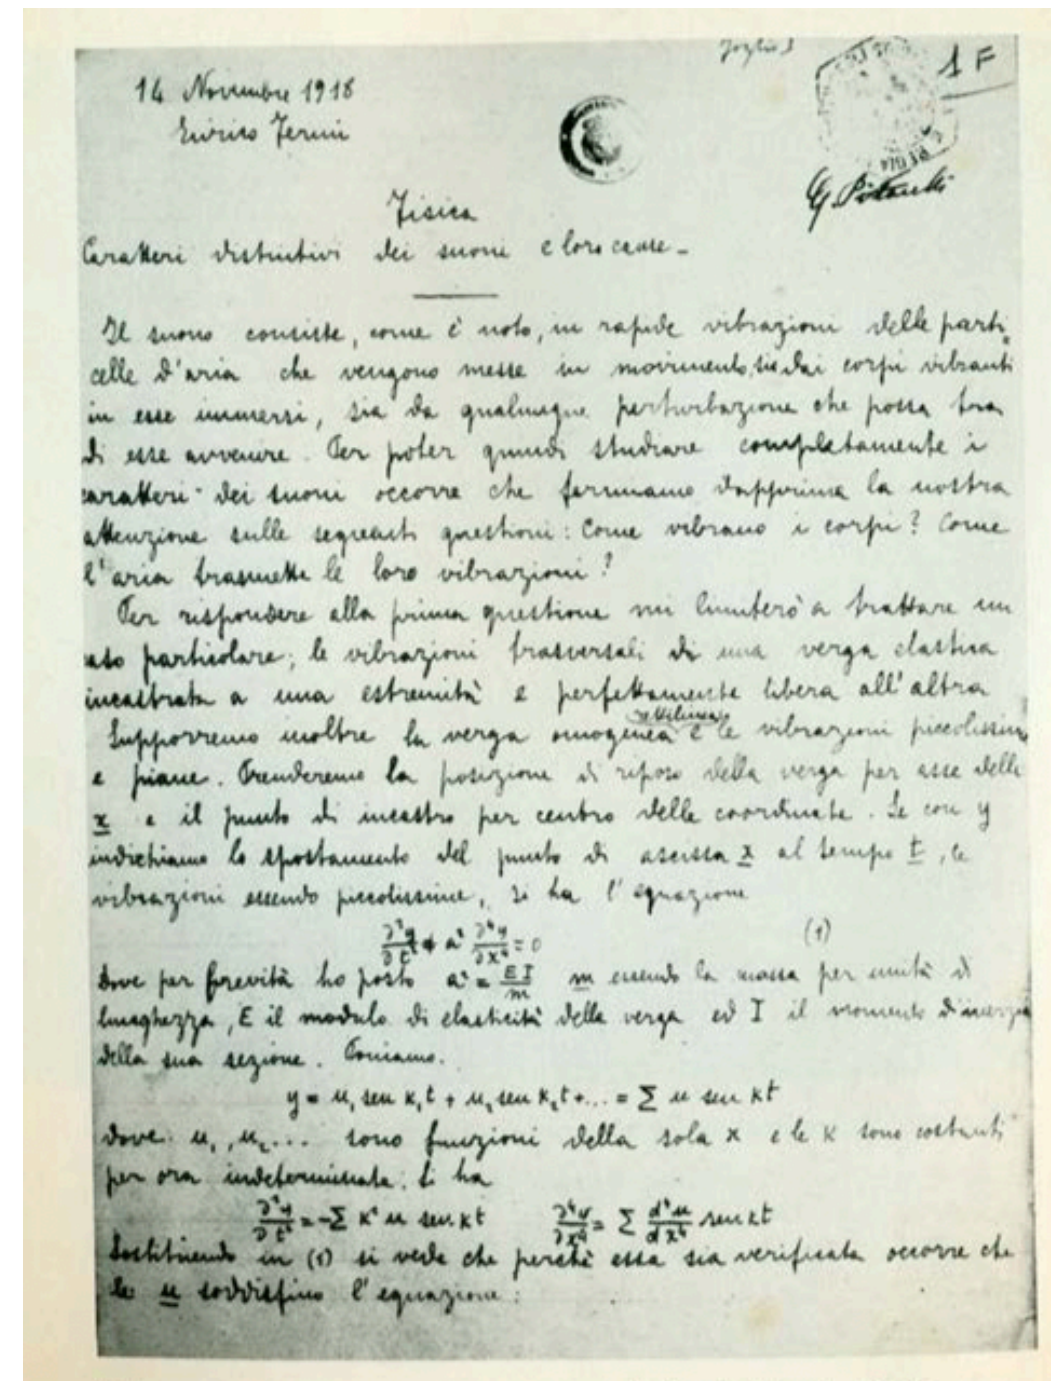 foglio 1
1 F
14 Novembre 1918
Enrico Fermi
Fisica
Caratteri distintivi dei suoni e loro cause -
Il suono consiste, come è noto, in rapide vibrazioni delle parti
celle d'aria che vengono messe in movimento, sia dai corpi vibranti
in esse immersi, sia da qualunque perturbazione che possa fra
di esse avvenire. Per poter quindi studiare completamente i
caratteri dei suoni occorre che fermiamo dapprima la nostra
attenzione sulle seguenti questioni: Come vibrano i corpi? Come
l'aria trasmette le loro vibrazioni?
Per rispondere alla prima questione mi limiterò a trattare un
caso particolare; le vibrazioni trasversali di una verga elastica
incastrata a una estremità e perfettamente libera all'altra
rettilinea
Supporremo inoltre la verga omogenea e le vibrazioni piccolissime
e piane. Prenderemo la posizione di riposo della verga per asse delle
x e il punto di incastro per centro delle coordinate. Se con y
indichiamo lo spostamento del punto di ascissa x al tempo t, le
vibrazioni essendo piccolissime, si ha l'equazione
∂²y/∂t² + a² ∂⁴y/∂x⁴ = 0 (1)
dove per brevità ho posto a² = EI/m m essendo la massa per unità di
lunghezza, E il modulo di elasticità della verga ed I il momento d'inerzia
della sua sezione. Poniamo.
y = u₁ sen k₁t + u₂ sen k₂t + ... = Σ u sen kt
dove u₁, u₂ ... sono funzioni della sola x e le k sono costanti
per ora indeterminate. Si ha
∂²y/∂t² = -Σ k² u sen kt ∂⁴y/∂x⁴ = Σ d⁴u/dx⁴ sen kt
Sostituendo in (1) si vede che perchè essa sia verificata occorre che
le u soddisfino l'equazione: